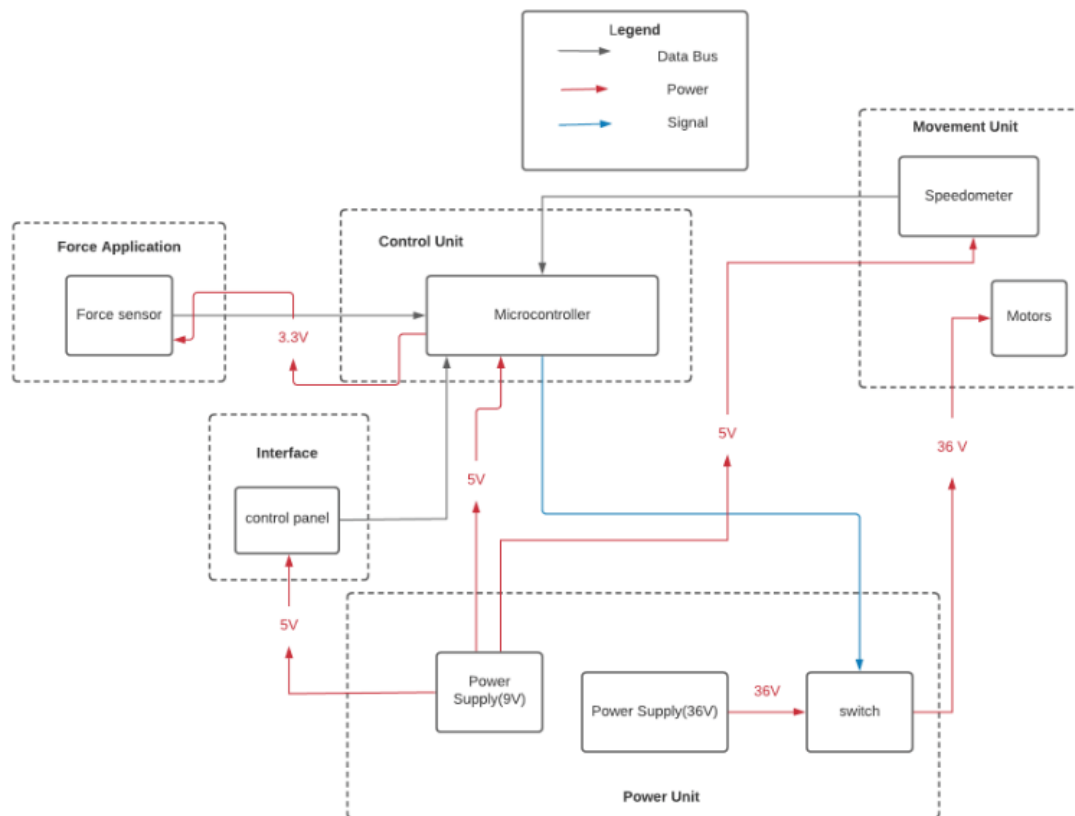 Legend
Data Bus
Power
Signal
Movement Unit
Speedometer
Motors
Force Application
Force sensor
3.3V
Control Unit
Microcontroller
Interface
control panel
5V
5V
5V
36 V
Power
Supply(9V)
Power Supply(36V)
36V
switch
Power Unit